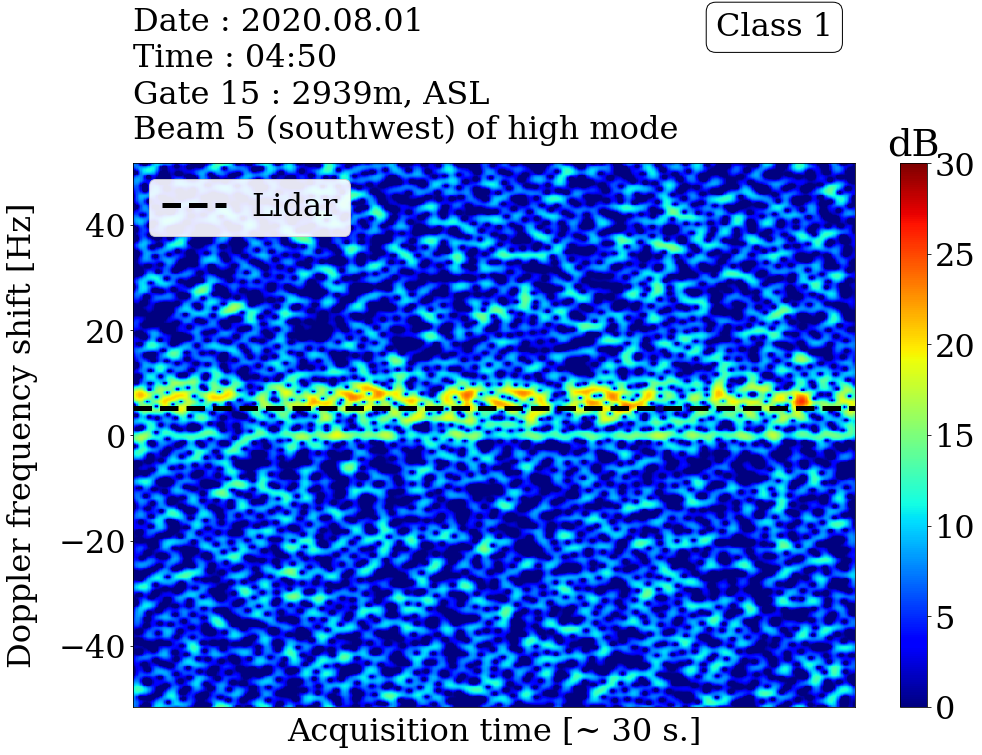 Date : 2020.08.01
Time : 04:50
Gate 15 : 2939m, ASL
Beam 5 (southwest) of high mode
Class 1
dB
Lidar
Doppler frequency shift [Hz]
40
20
0
−20
−40
Acquisition time [~ 30 s.]
30
25
20
15
10
5
0